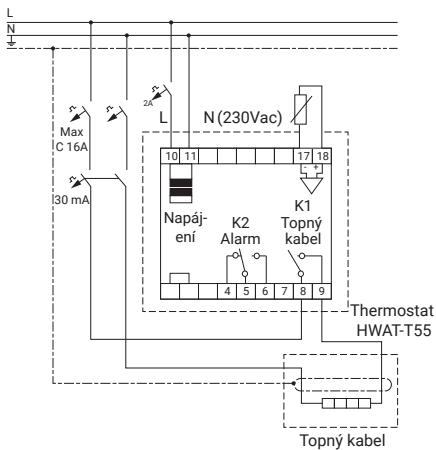 L
N
2A
L
N (230Vac)
Max
C 16A
10 11
17 18
- +
30 mA
Napáj-
ení
K2
Alarm
K1
Topný
kabel
4 5 6 7 8 9
Thermostat
HWAT-T55
Topný kabel